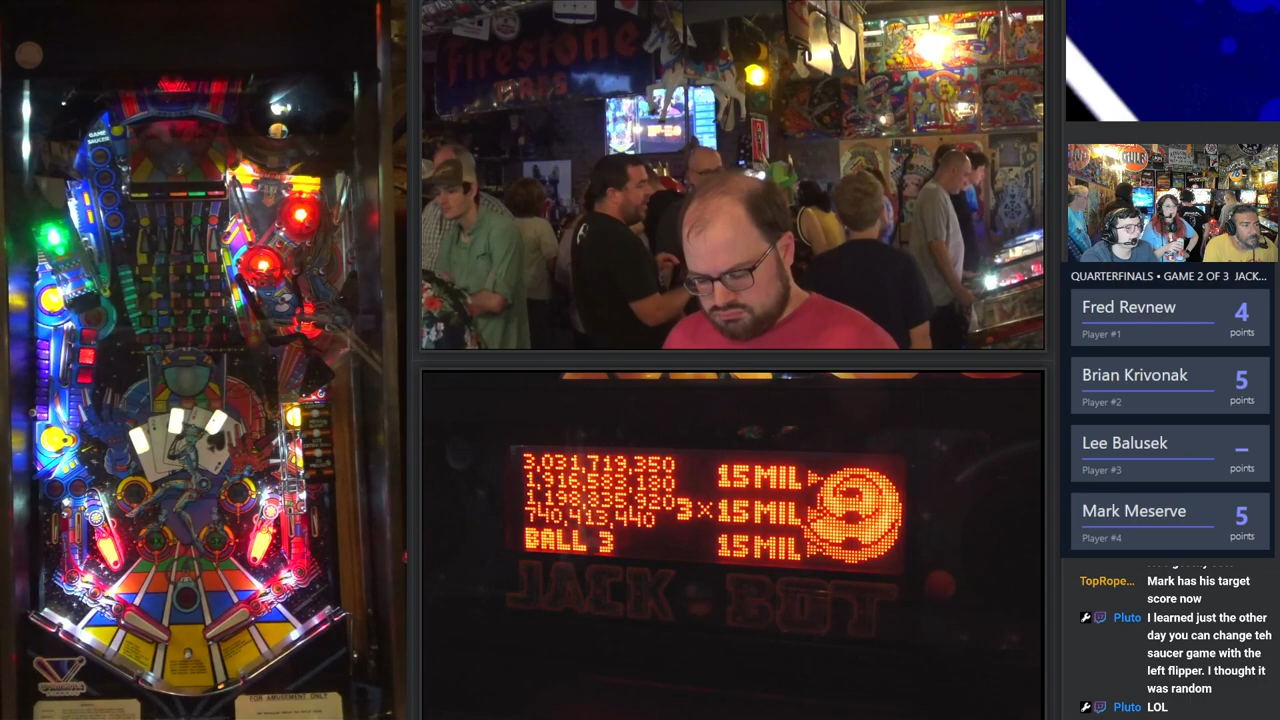 Firestone
GULF
GAME
SAUCER
3,031,719,350
1,916,583,180
1,198,835,920
740,413,440
BALL 3
3×
15 MIL
15 MIL
15 MIL
JACK-BOT
FOR AMUSEMENT ONLY
QUARTERFINALS • GAME 2 OF 3 JACK...
Fred Revnew
Player #1
4
points
Brian Krivonak
Player #2
5
points
Lee Balusek
Player #3
–
points
Mark Meserve
Player #4
5
points
TopRope... Mark has his target
score now
Pluto I learned just the other
day you can change teh
saucer game with the
left flipper. I thought it
was random
Pluto LOL